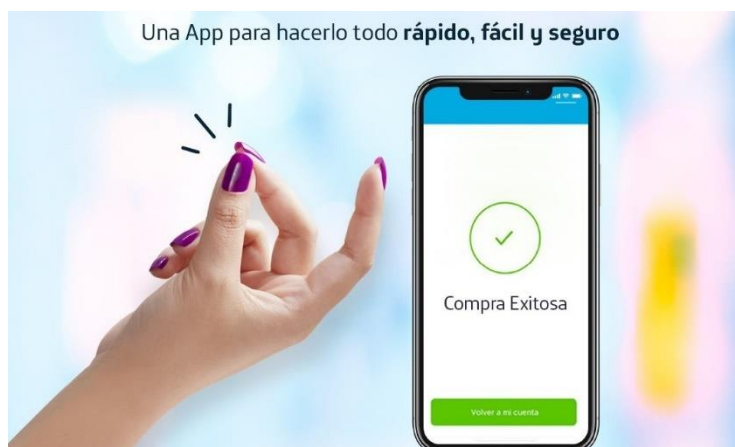 Una App para hacerlo todo rápido, fácil y seguro
Compra Exitosa
Volver a mi cuenta